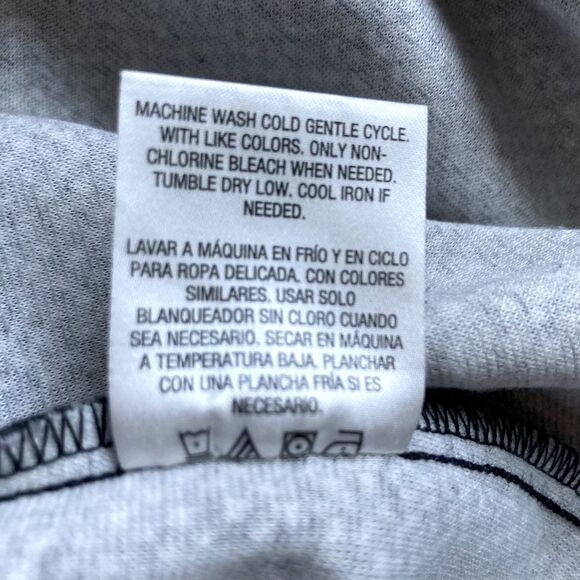 MACHINE WASH COLD GENTLE CYCLE.
WITH LIKE COLORS. ONLY NON-
CHLORINE BLEACH WHEN NEEDED.
TUMBLE DRY LOW. COOL IRON IF
NEEDED.
LAVAR A MÁQUINA EN FRÍO Y EN CICLO
PARA ROPA DELICADA. CON COLORES
SIMILARES. USAR SOLO
BLANQUEADOR SIN CLORO CUANDO
SEA NECESARIO. SECAR EN MÁQUINA
A TEMPERATURA BAJA. PLANCHAR
CON UNA PLANCHA FRÍA SI ES
NECESARIO.